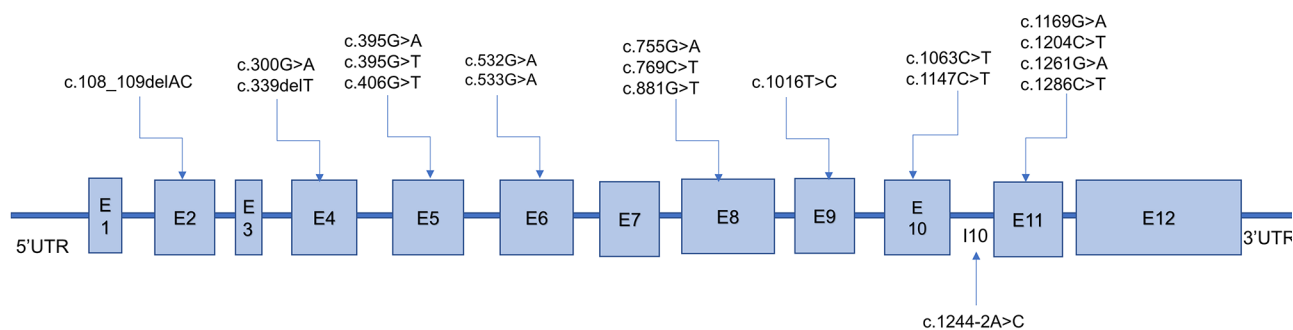 c.108_109delAC
c.300G>A
c.339delT
c.395G>A
c.395G>T
c.406G>T
c.532G>A
c.533G>A
c.755G>A
c.769C>T
c.881G>T
c.1016T>C
c.1063C>T
c.1147C>T
c.1169G>A
c.1204C>T
c.1261G>A
c.1286C>T
5'UTR
E
1
E2
E
3
E4
E5
E6
E7
E8
E9
E
10
I10
E11
E12
3'UTR
c.1244-2A>C